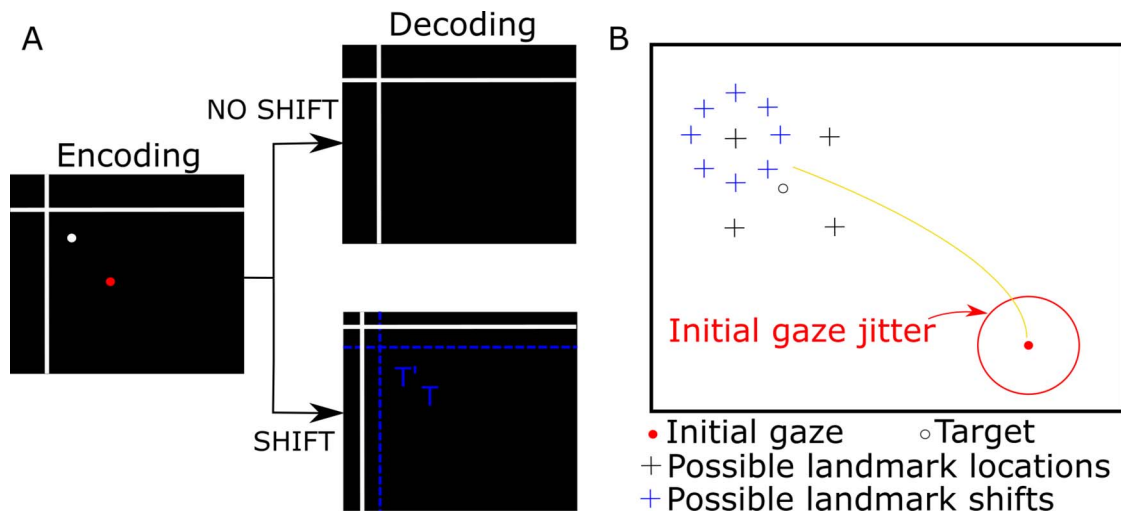 A
Decoding
NO SHIFT
Encoding
T'
T
SHIFT
B
Initial gaze jitter
Initial gaze
Target
Possible landmark locations
Possible landmark shifts